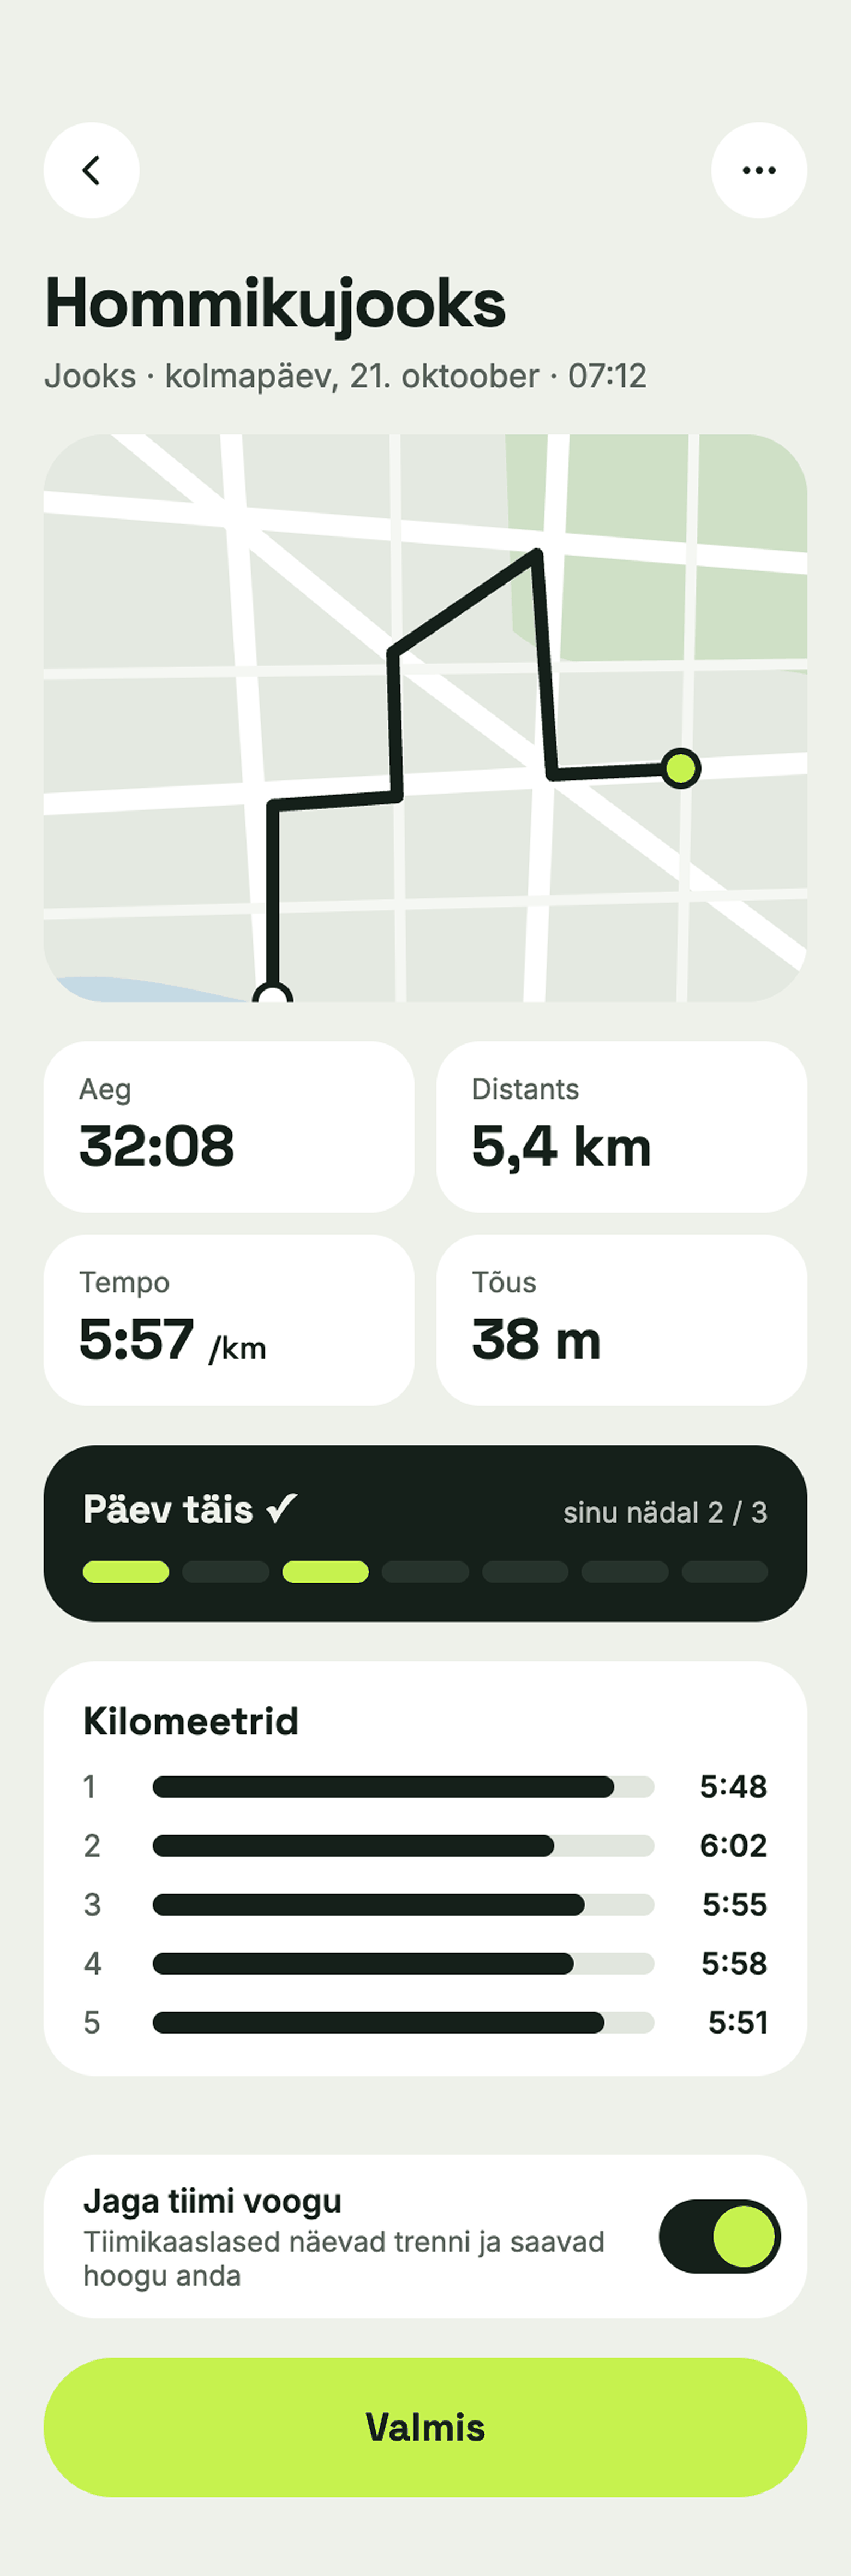 Hommikujooks
Jooks · kolmapäev, 21. oktoober · 07:12
Aeg
32:08
Distants
5,4 km
Tempo
5:57 /km
Tõus
38 m
Päev täis ✓
sinu nädal 2 / 3
Kilomeetrid
1 5:48
2 6:02
3 5:55
4 5:58
5 5:51
Jaga tiimi voogu
Tiimikaaslased näevad trenni ja saavad
hoogu anda
Valmis